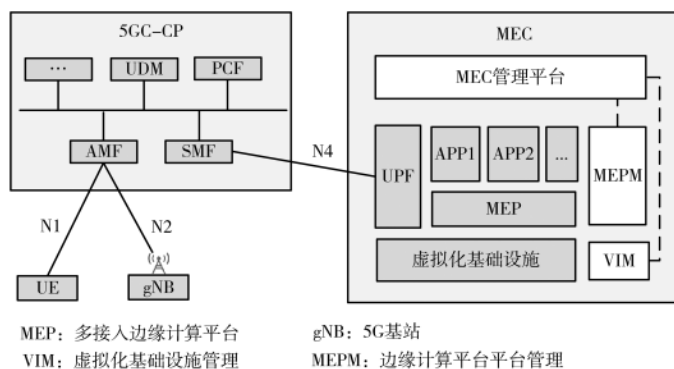 5GC-CP
MEC
… UDM PCF
MEC管理平台
AMF SMF
N4
UPF
APP1 APP2 ...
MEPM
MEP
N1 N2
虚拟化基础设施
VIM
UE gNB
MEP：多接入边缘计算平台
gNB：5G基站
VIM：虚拟化基础设施管理
MEPM：边缘计算平台平台管理